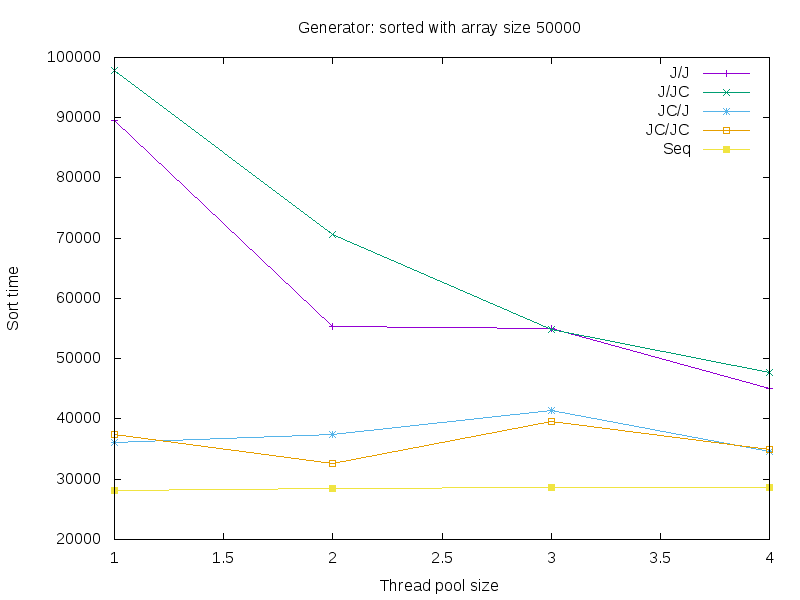 Generator: sorted with array size 50000
100000
90000
80000
70000
60000
50000
40000
30000
20000
Sort time
J/J
J/JC
JC/J
JC/JC
Seq
1
1.5
2
2.5
3
3.5
4
Thread pool size